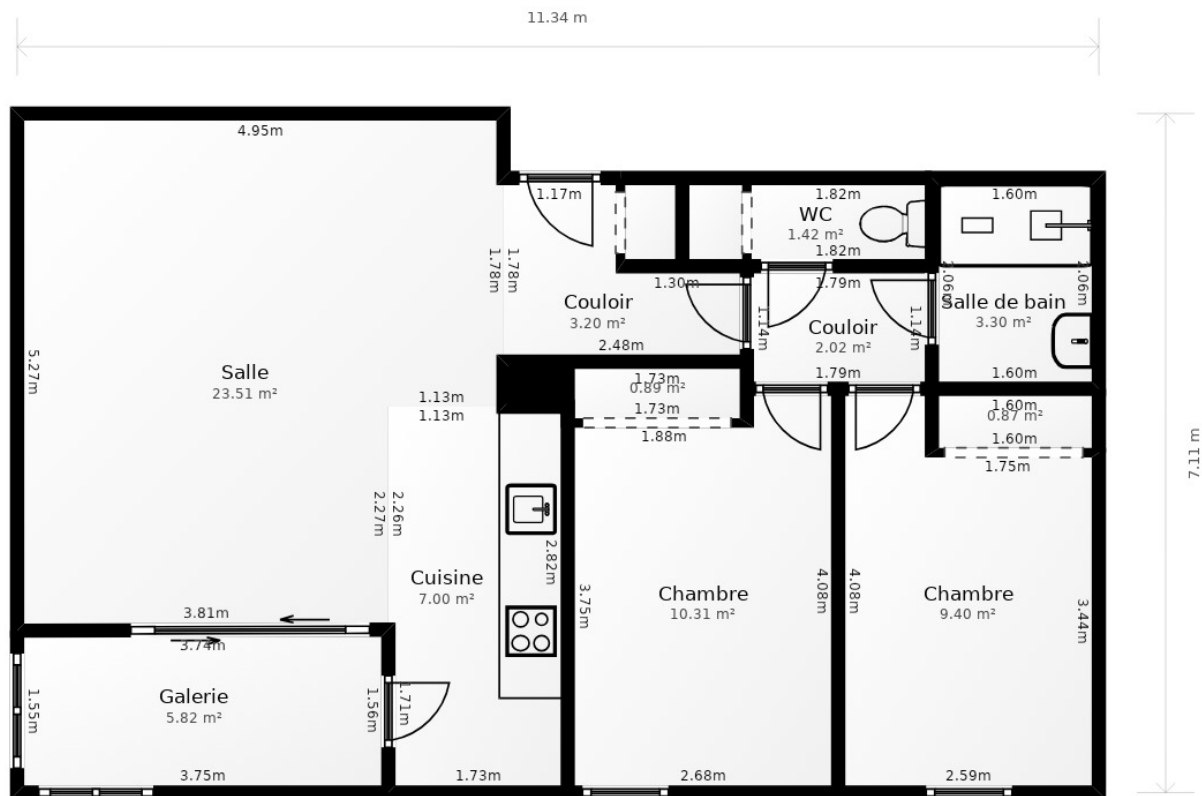 11.34 m
4.95m
1.17m
1.82m
WC
1.42 m²
1.82m
1.60m
1.78m
1.78m
1.30m
1.79m
1.06m
1.06m
Couloir
3.20 m²
2.48m
1.14m
Couloir
2.02 m²
1.79m
1.14m
Salle de bain
3.30 m²
1.60m
5.27m
Salle
23.51 m²
1.13m
1.13m
1.73m
0.89 m²
1.73m
1.88m
1.60m
0.87 m²
1.60m
1.75m
7.11 m
2.27m
2.26m
2.82m
Cuisine
7.00 m²
3.75m
Chambre
10.31 m²
4.08m
4.08m
Chambre
9.40 m²
3.44m
3.81m
3.74m
Galerie
5.82 m²
1.55m
1.56m
1.71m
3.75m
1.73m
2.68m
2.59m